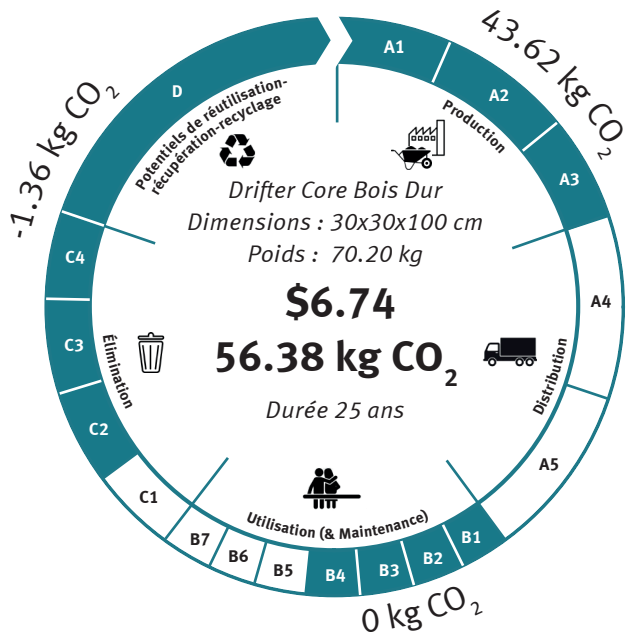 43.62 kg CO2
A1
A2
A3
Production
A4
A5
Distribution
B1
B2
B3
B4
B5
B6
B7
Utilisation (& Maintenance)
0 kg CO2
C1
C2
C3
C4
Élimination
D
Potentiels de réutilisation-
récupération-recyclage
-1.36 kg CO2
Drifter Core Bois Dur
Dimensions : 30x30x100 cm
Poids : 70.20 kg
$6.74
56.38 kg CO2
Durée 25 ans